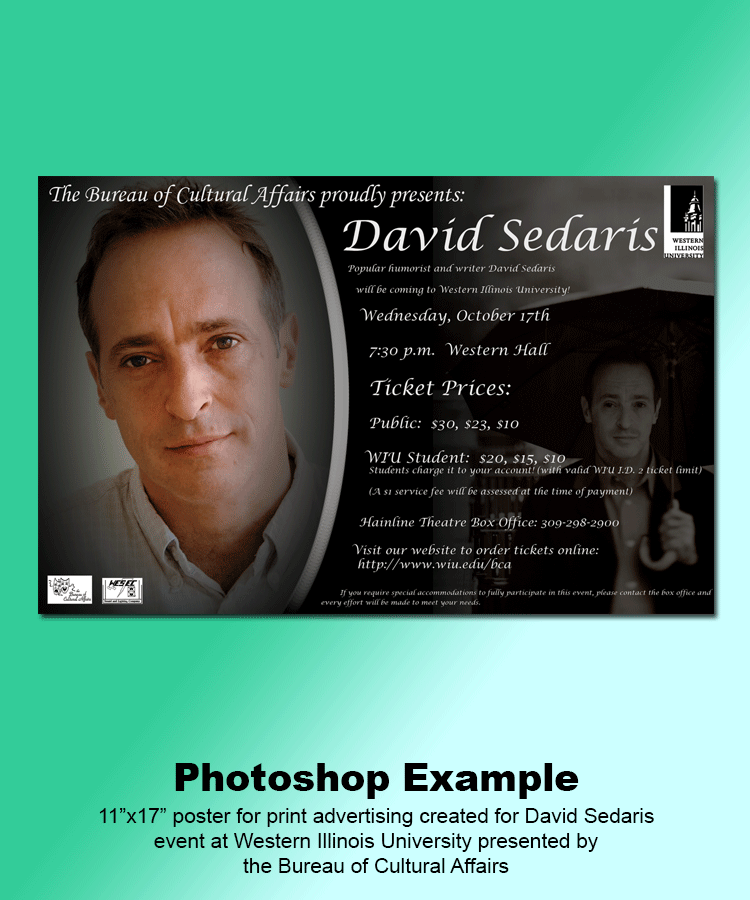 The Bureau of Cultural Affairs proudly presents:
David Sedaris
WESTERN
ILLINOIS
UNIVERSITY
Popular humorist and writer David Sedaris
will be coming to Western Illinois University!
Wednesday, October 17th
7:30 p.m. Western Hall
Ticket Prices:
Public: $30, $23, $10
WIU Student: $20, $15, $10
Students charge it to your account! (with valid WIU I.D. 2 ticket limit)
(A $1 service fee will be assessed at the time of payment)
Hainline Theatre Box Office: 309-298-2900
Visit our website to order tickets online:
http://www.wiu.edu/bca
If you require special accommodations to fully participate in this event, please contact the box office and
every effort will be made to meet your needs.
Bureau of
Cultural Affairs
Photoshop Example
11”x17” poster for print advertising created for David Sedaris
event at Western Illinois University presented by
the Bureau of Cultural Affairs